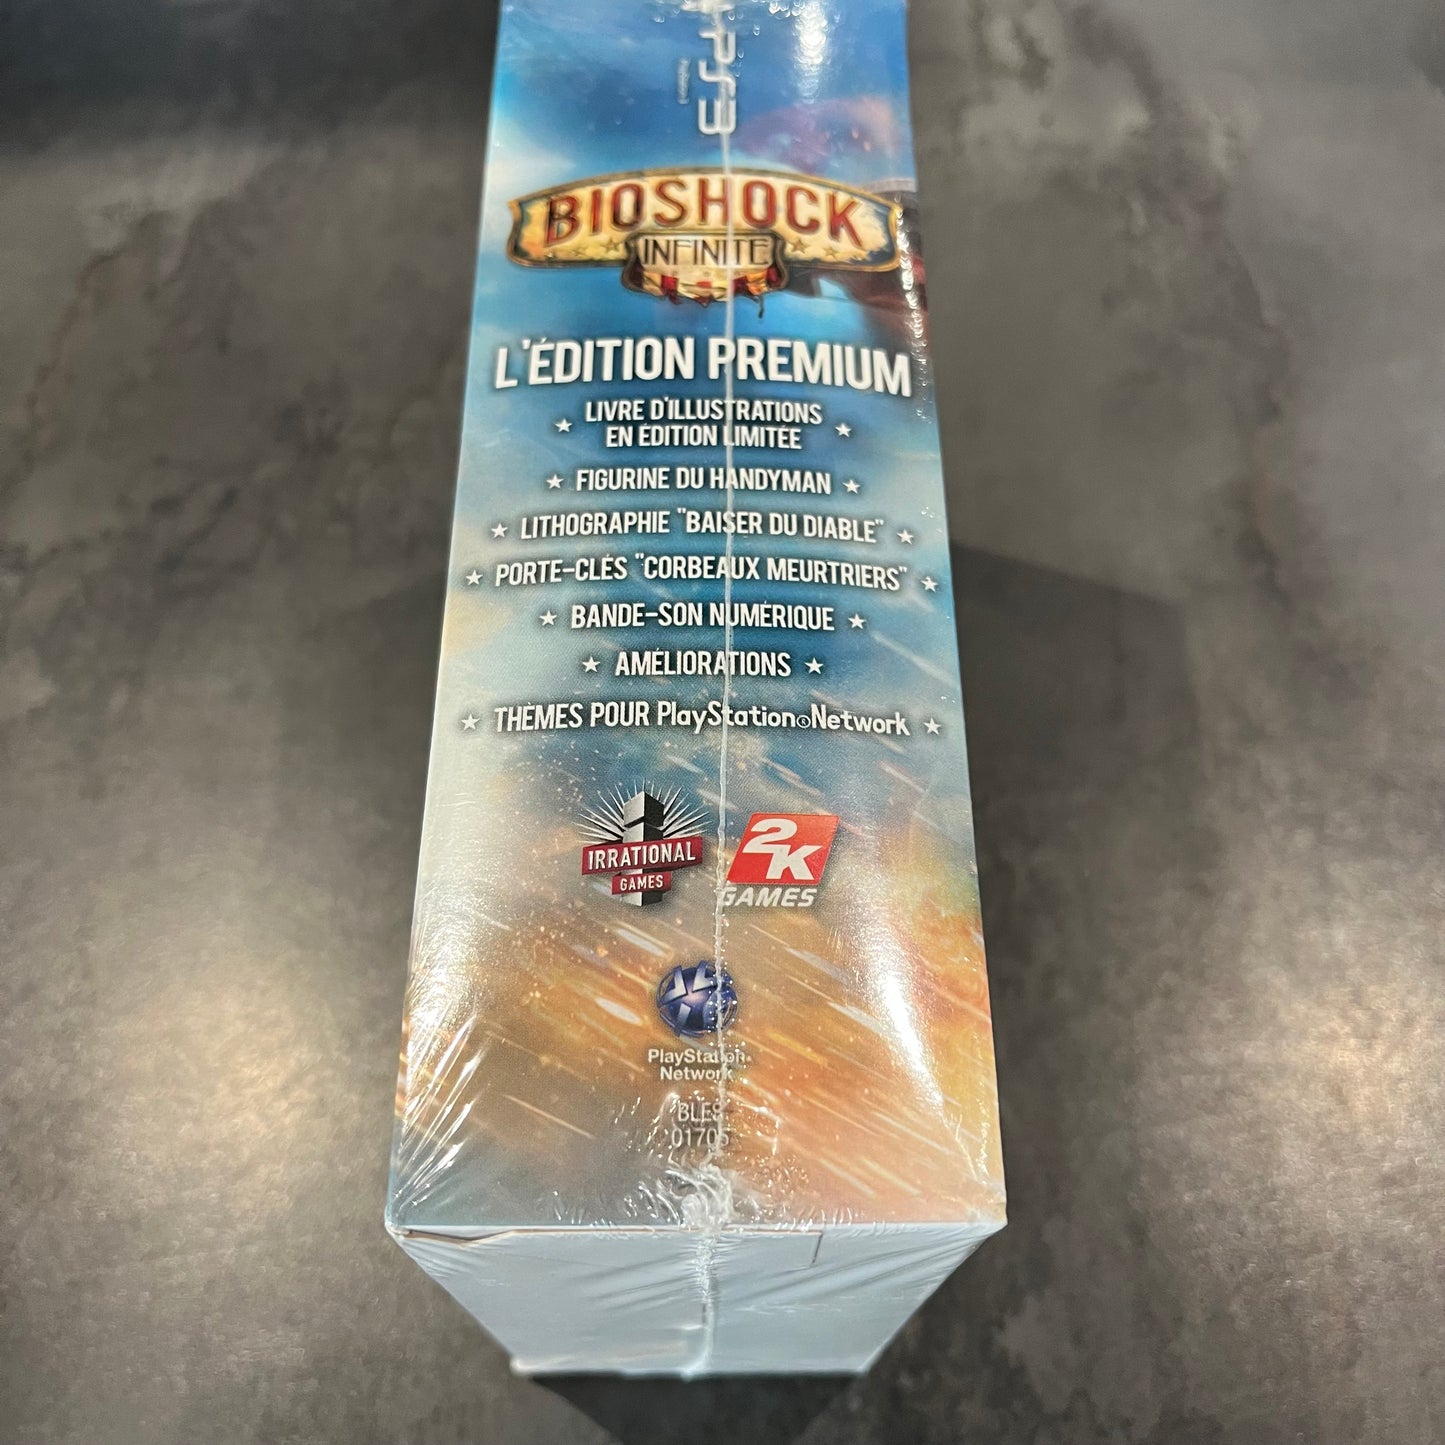 PS3
BIOSHOCK
INFINITE
L'ÉDITION PREMIUM
LIVRE D'ILLUSTRATIONS
EN ÉDITION LIMITÉE
FIGURINE DU HANDYMAN
LITHOGRAPHIE "BAISER DU DIABLE"
PORTE-CLÉS "CORBEAUX MEURTRIERS"
BANDE-SON NUMÉRIQUE
AMÉLIORATIONS
THÈMES POUR PlayStation®Network
IRRATIONAL
GAMES
2K
GAMES
PlayStation
Network
BLES
01705